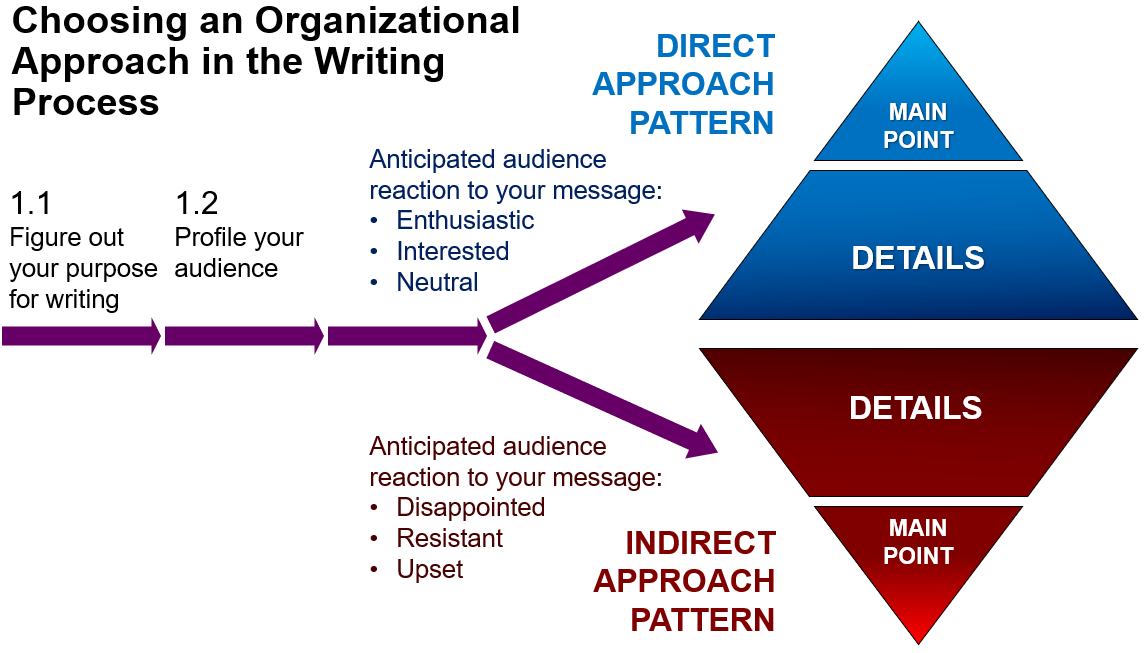 Choosing an Organizational
Approach in the Writing
Process
1.1
Figure out
your purpose
for writing
1.2
Profile your
audience
Anticipated audience
reaction to your message:
• Enthusiastic
• Interested
• Neutral
DIRECT
APPROACH
PATTERN
MAIN
POINT
DETAILS
Anticipated audience
reaction to your message:
• Disappointed
• Resistant
• Upset
INDIRECT
APPROACH
PATTERN
DETAILS
MAIN
POINT